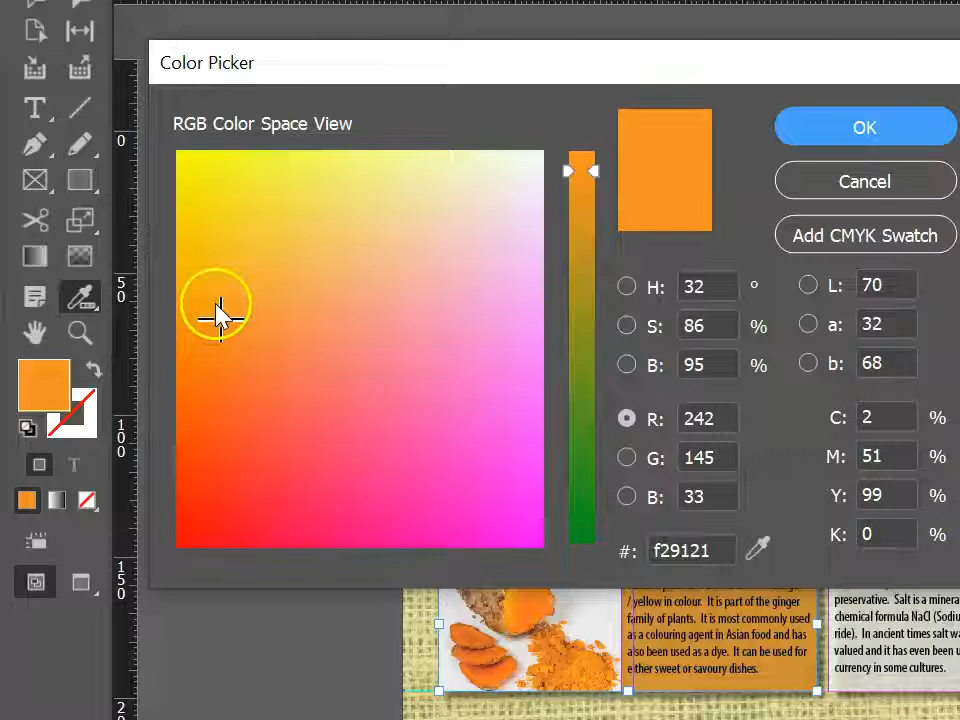 Color Picker
RGB Color Space View
OK
Cancel
Add CMYK Swatch
H: 32 °
S: 86 %
B: 95 %
R: 242
G: 145
B: 33
#: f29121
L: 70
a: 32
b: 68
C: 2 %
M: 51 %
Y: 99 %
K: 0 %
T
T
0
50
100
150
/ yellow in colour. It is part of the ginger
family of plants. It is most commonly used
as a colouring agent in Asian food and has
also been used as a dye. It can be used for
either sweet or savoury dishes.
preservative. Salt is a minera
chemical formula NaCl (Sodiu
ride). In ancient times salt wa
valued and it has even been u
currency in some cultures.